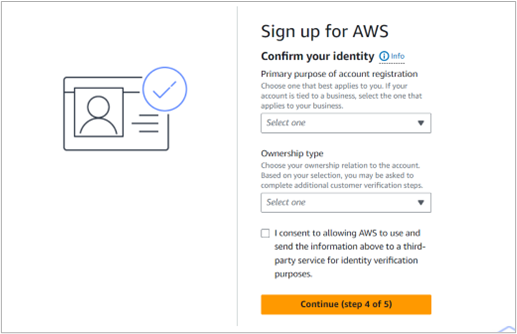 Sign up for AWS
Confirm your identity Info
Primary purpose of account registration
Choose one that best applies to you. If your
account is tied to a business, select the one that
applies to your business.
Select one
Ownership type
Choose your ownership relation to the account.
Based on your selection, you may be asked to
complete additional customer verification steps.
Select one
I consent to allowing AWS to use and
send the information above to a third-
party service for identity verification
purposes.
Continue (step 4 of 5)